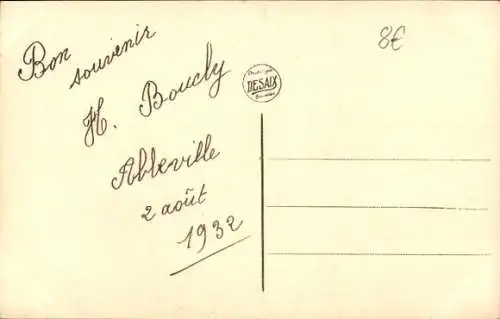 Bon
souvenir
H. Boucly
Abbeville
2 août
1932
8€
DESAIX